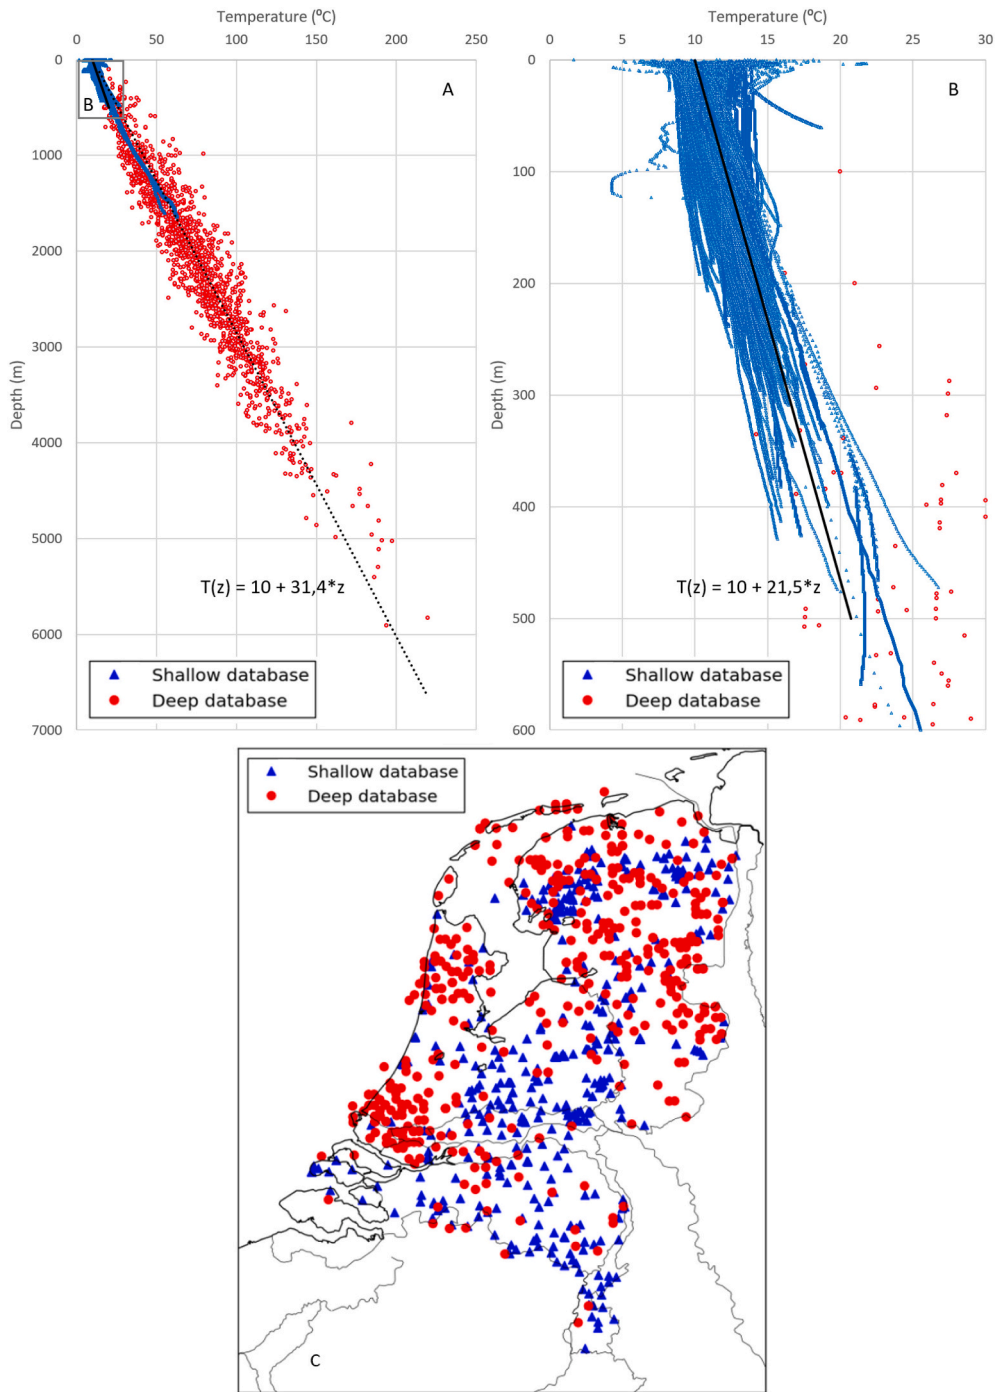 Temperature (ºC)
0 50 100 150 200 250
0
1000
2000
3000
4000
5000
6000
7000
Depth (m)
A
B
T(z) = 10 + 31,4*z
Shallow database
Deep database
Temperature (ºC)
0 5 10 15 20 25 30
0
100
200
300
400
500
600
Depth (m)
B
T(z) = 10 + 21,5*z
Shallow database
Deep database
Shallow database
Deep database
C